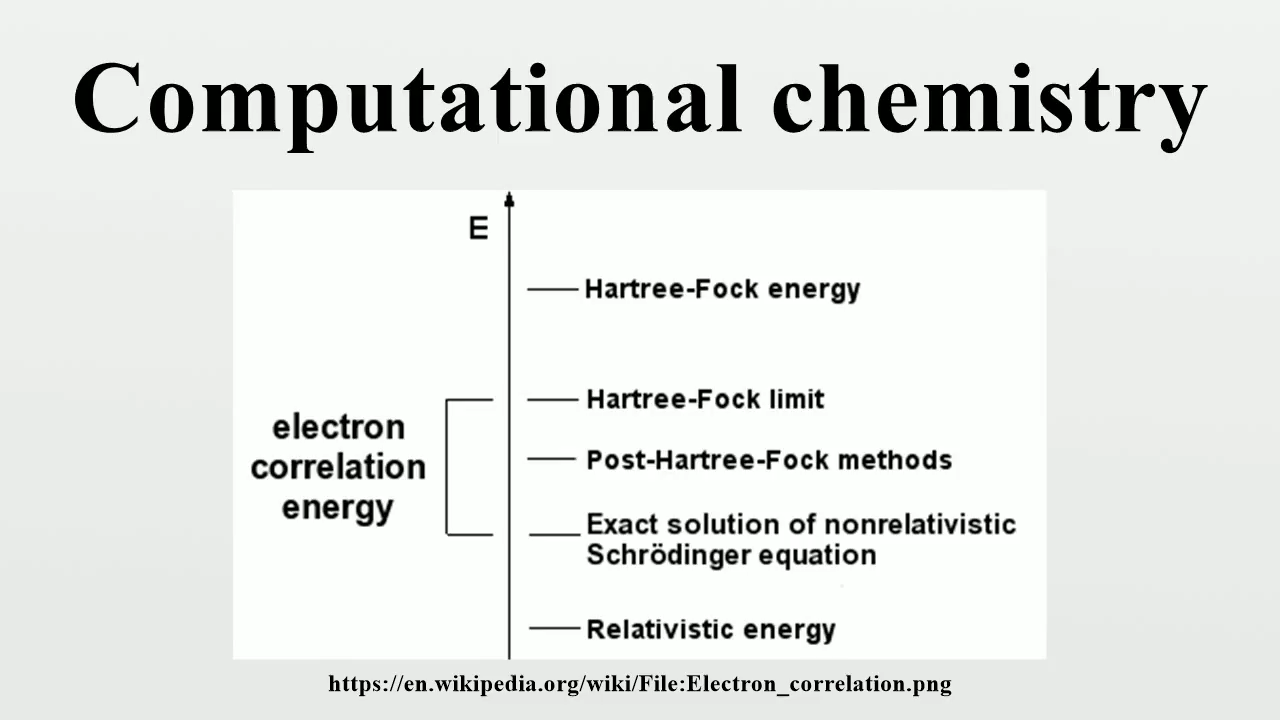 Computational chemistry
E
Hartree-Fock energy
Hartree-Fock limit
electron
correlation
energy
Post-Hartree-Fock methods
Exact solution of nonrelativistic
Schrödinger equation
Relativistic energy
https://en.wikipedia.org/wiki/File:Electron_correlation.png